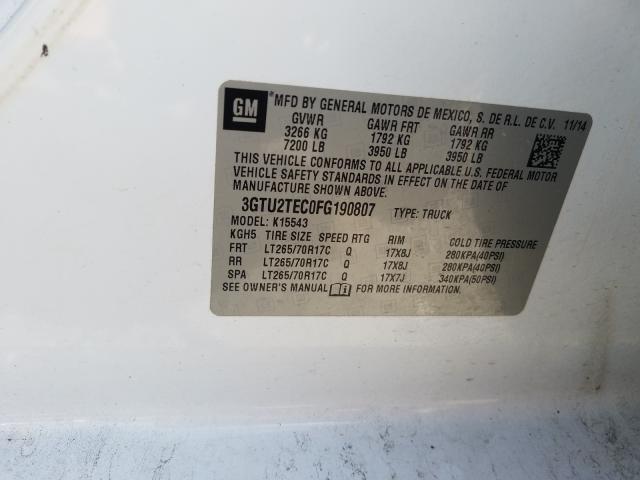 GM *MFD BY GENERAL MOTORS DE MEXICO, S. DE R.L. DE C.V. 11/14
GVWR GAWR FRT GAWR RR
3266 KG 1792 KG 1792 KG
7200 LB 3950 LB 3950 LB
THIS VEHICLE CONFORMS TO ALL APPLICABLE U.S. FEDERAL MOTOR
VEHICLE SAFETY STANDARDS IN EFFECT ON THE DATE OF
MANUFACTURE SHOWN ABOVE.
3GTU2TEC0FG190807 TYPE: TRUCK
MODEL: K15543
KGH5 TIRE SIZE SPEED RTG RIM COLD TIRE PRESSURE
FRT LT265/70R17C Q 17X8J 280KPA(40PSI)
RR LT265/70R17C Q 17X8J 280KPA(40PSI)
SPA LT265/70R17C Q 17X7J 340KPA(50PSI)
SEE OWNER'S MANUAL FOR MORE INFORMATION.